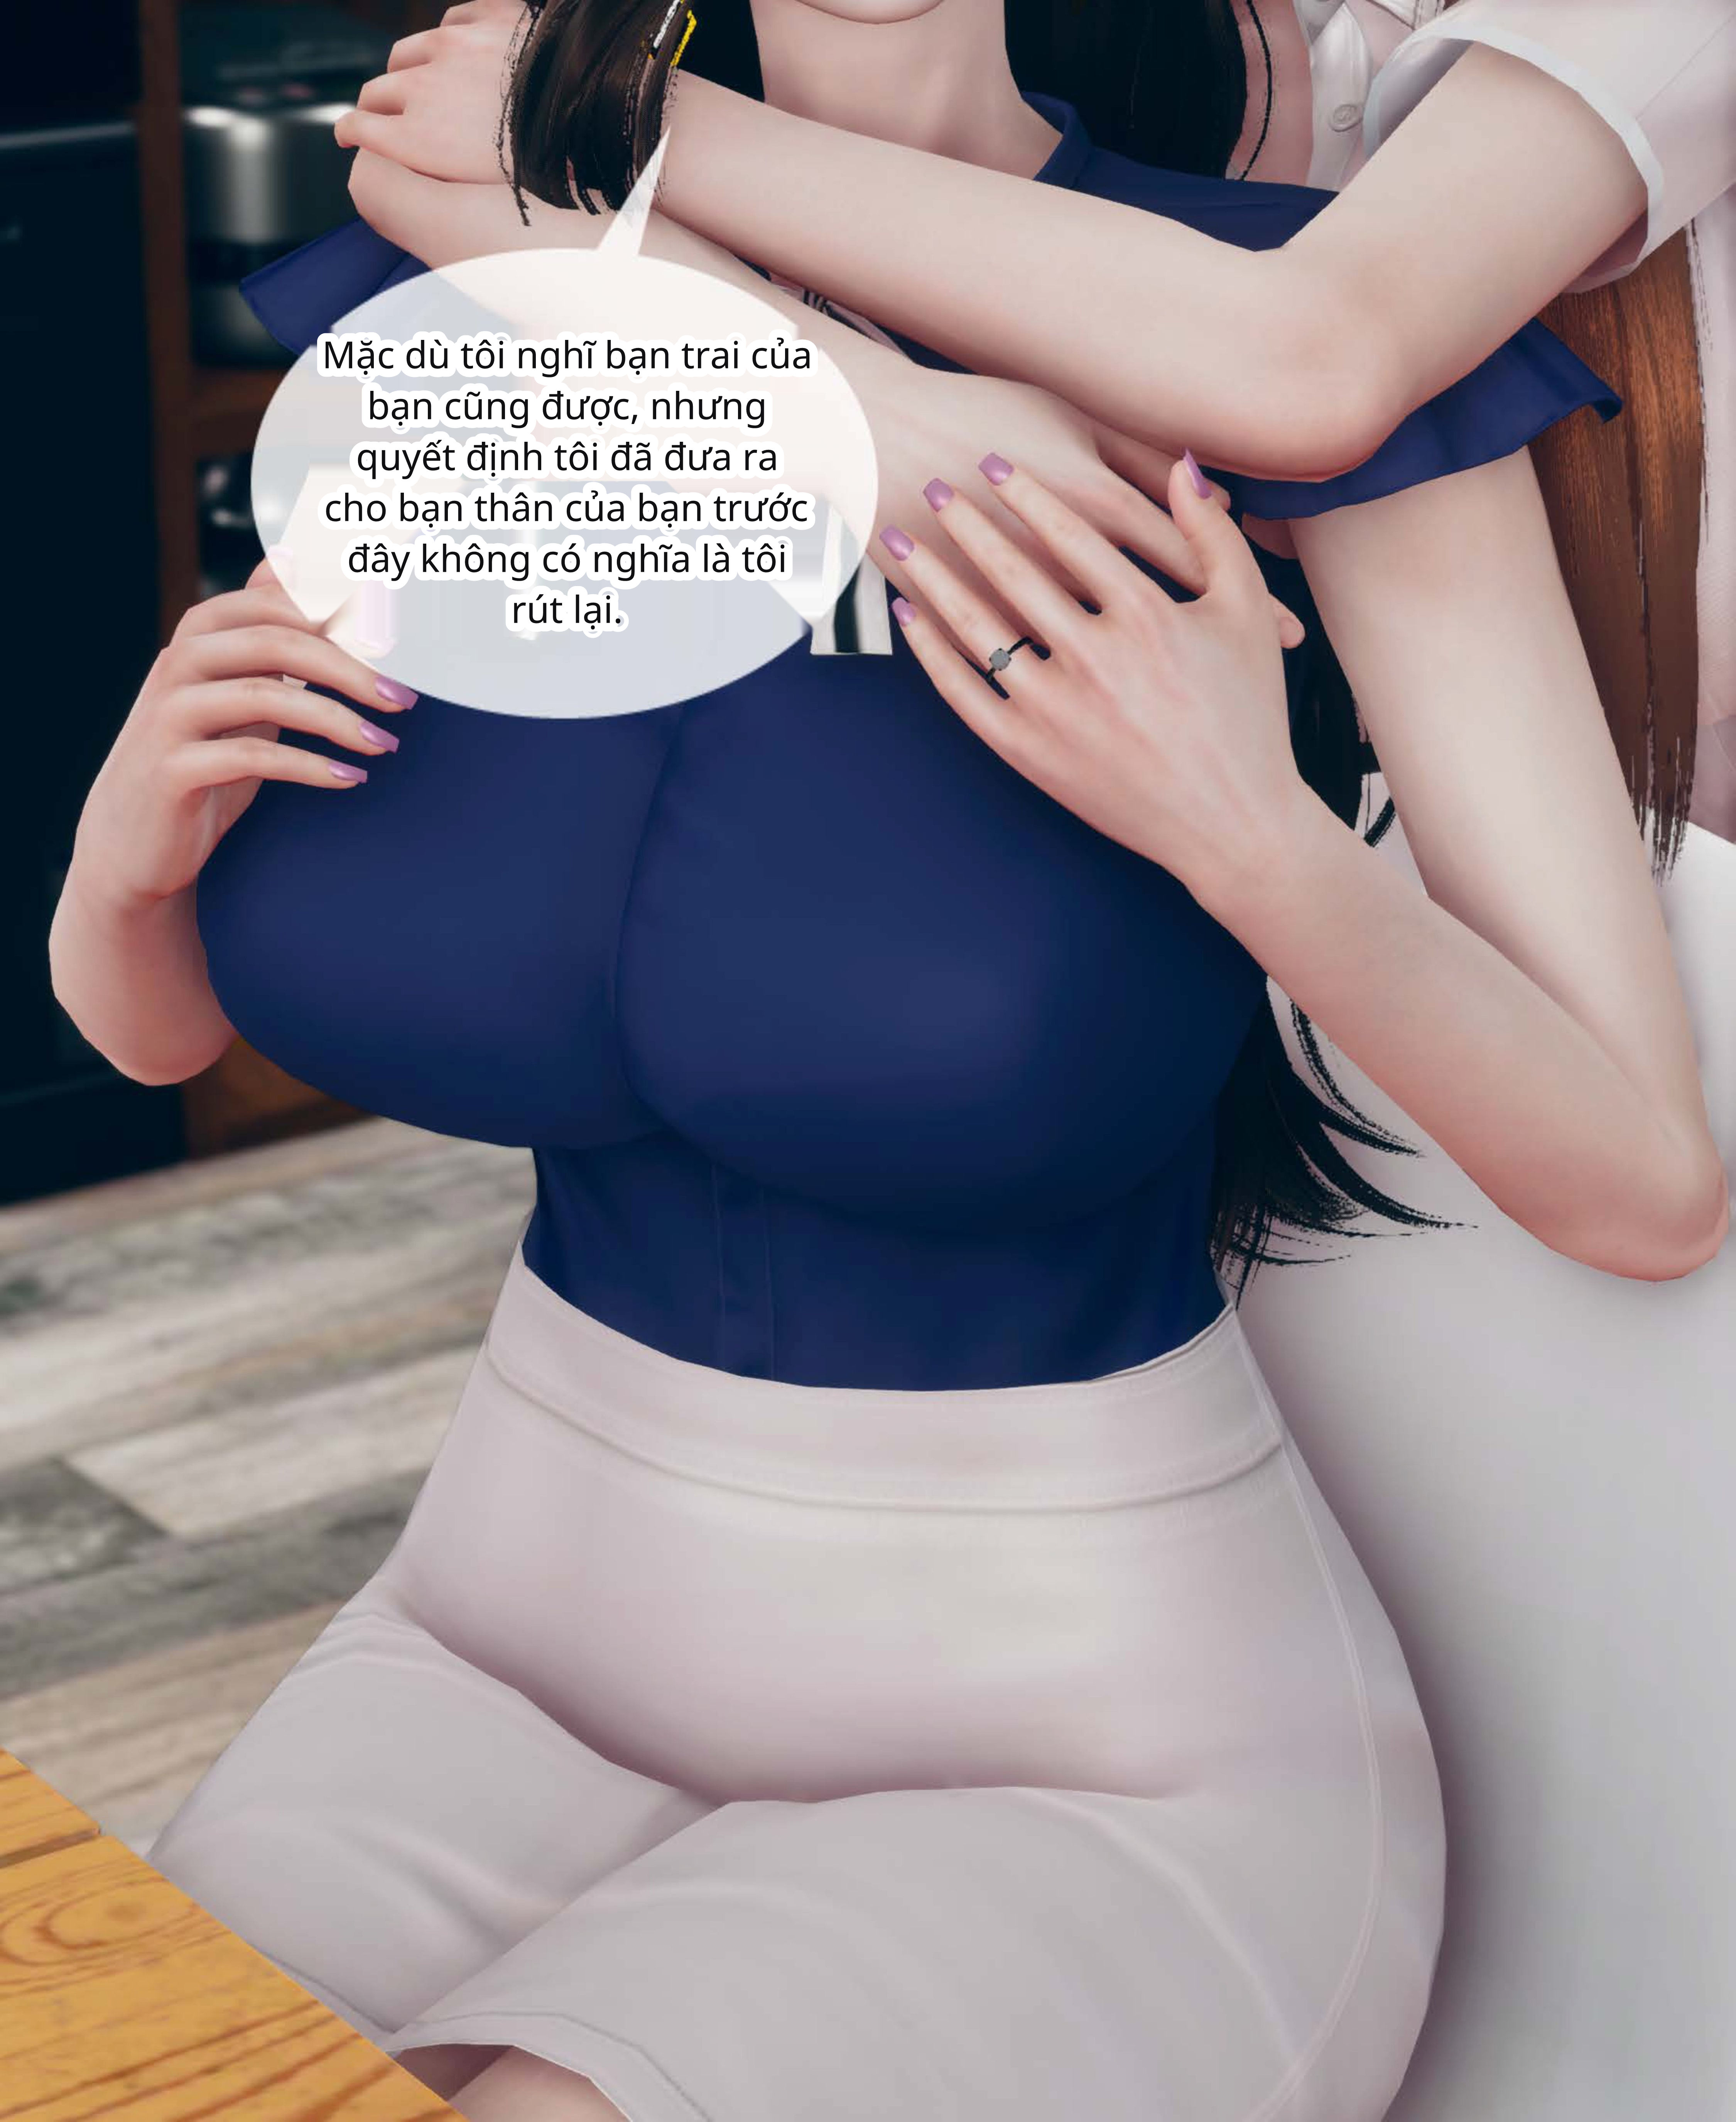 Mặc dù tôi nghĩ bạn trai của
bạn cũng được, nhưng
quyết định tôi đã đưa ra
cho bạn thân của bạn trước
đây không có nghĩa là tôi
rút lại.